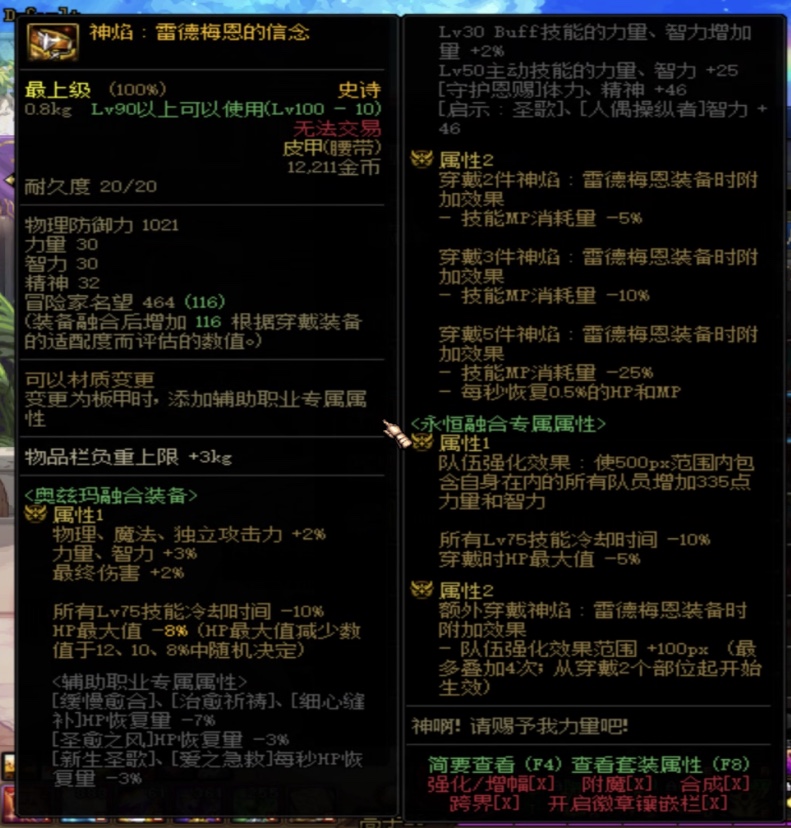 神焰：雷德梅恩的信念
最上级 (100%) 史诗
0.8kg Lv90以上可以使用(Lv100 - 10)
无法交易
皮甲(腰带)
12,211金币
耐久度 20/20
物理防御力 1021
力量 30
智力 30
精神 32
冒险家名望 464 (116)
(装备融合后增加 116 根据穿戴装备
的适配度而评估的数值。)
可以材质变更
变更为板甲时，添加辅助职业专属属
性
物品栏负重上限 +3kg
<奥兹玛融合装备>
属性1
物理、魔法、独立攻击力 +2%
力量、智力 +3%
最终伤害 +2%
所有Lv75技能冷却时间 -10%
HP最大值 -8% (HP最大值减少数
值于12、10、8%中随机决定)
<辅助职业专属属性>
[缓慢愈合]、[治愈祈祷]、[细心缝
补]HP恢复量 -7%
[圣愈之风]HP恢复量 -3%
[新生圣歌]、[爱之急救]每秒HP恢
复量 -3%
Lv30 Buff技能的力量、智力增加
量 +2%
Lv50主动技能的力量、智力 +25
[守护恩赐]体力、精神 +46
[启示：圣歌]、[人偶操纵者]智力 +
46
属性2
穿戴2件神焰：雷德梅恩装备时附
加效果
- 技能MP消耗量 -5%
穿戴3件神焰：雷德梅恩装备时附
加效果
- 技能MP消耗量 -10%
穿戴5件神焰：雷德梅恩装备时附
加效果
- 技能MP消耗量 -25%
- 每秒恢复0.5%的HP和MP
<永恒融合专属属性>
属性1
队伍强化效果：使500px范围内包
含自身在内的所有队员增加335点
力量和智力
所有Lv75技能冷却时间 -10%
穿戴时HP最大值 -5%
属性2
额外穿戴神焰：雷德梅恩装备时
附加效果
- 队伍强化效果范围 +100px (最
多叠加4次；从穿戴2个部位起开始
生效)
神啊! 请赐予我力量吧!
简要查看 (F4) 查看套装属性 (F8)
强化/增幅[X] 附魔[X] 合成[X]
跨界[X] 开启徽章镶嵌栏[X]